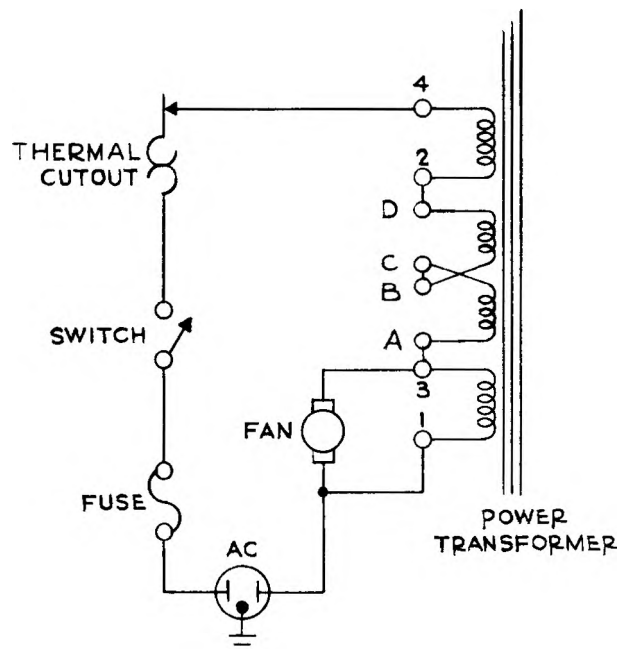 4
THERMAL
CUTOUT
2
D
C
B
SWITCH
A
3
FAN
1
FUSE
AC
POWER
TRANSFORMER